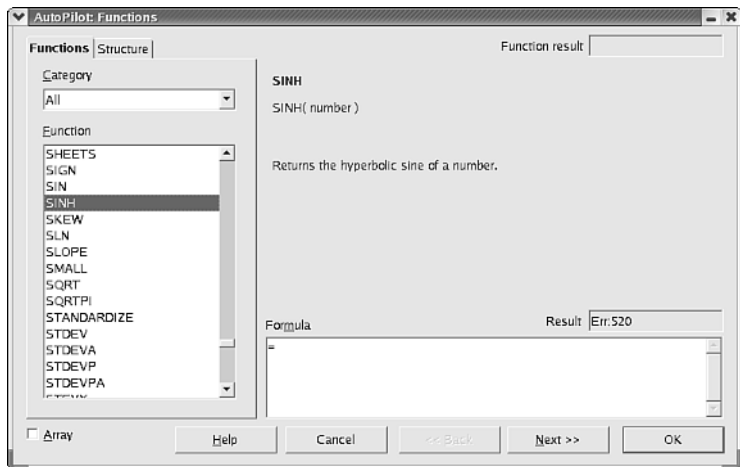 AutoPilot: Functions
Functions
Structure
Function result
Category
All
Function
SHEETS
SIGN
SIN
SINH
SKEW
SLN
SLOPE
SMALL
SQRT
SQRTPI
STANDARDIZE
STDEV
STDEVA
STDEVP
STDEVPA
SINH
SINH( number )
Returns the hyperbolic sine of a number.
Formula
Result
Err:520
=
Array
Help
Cancel
<< Back
Next >>
OK